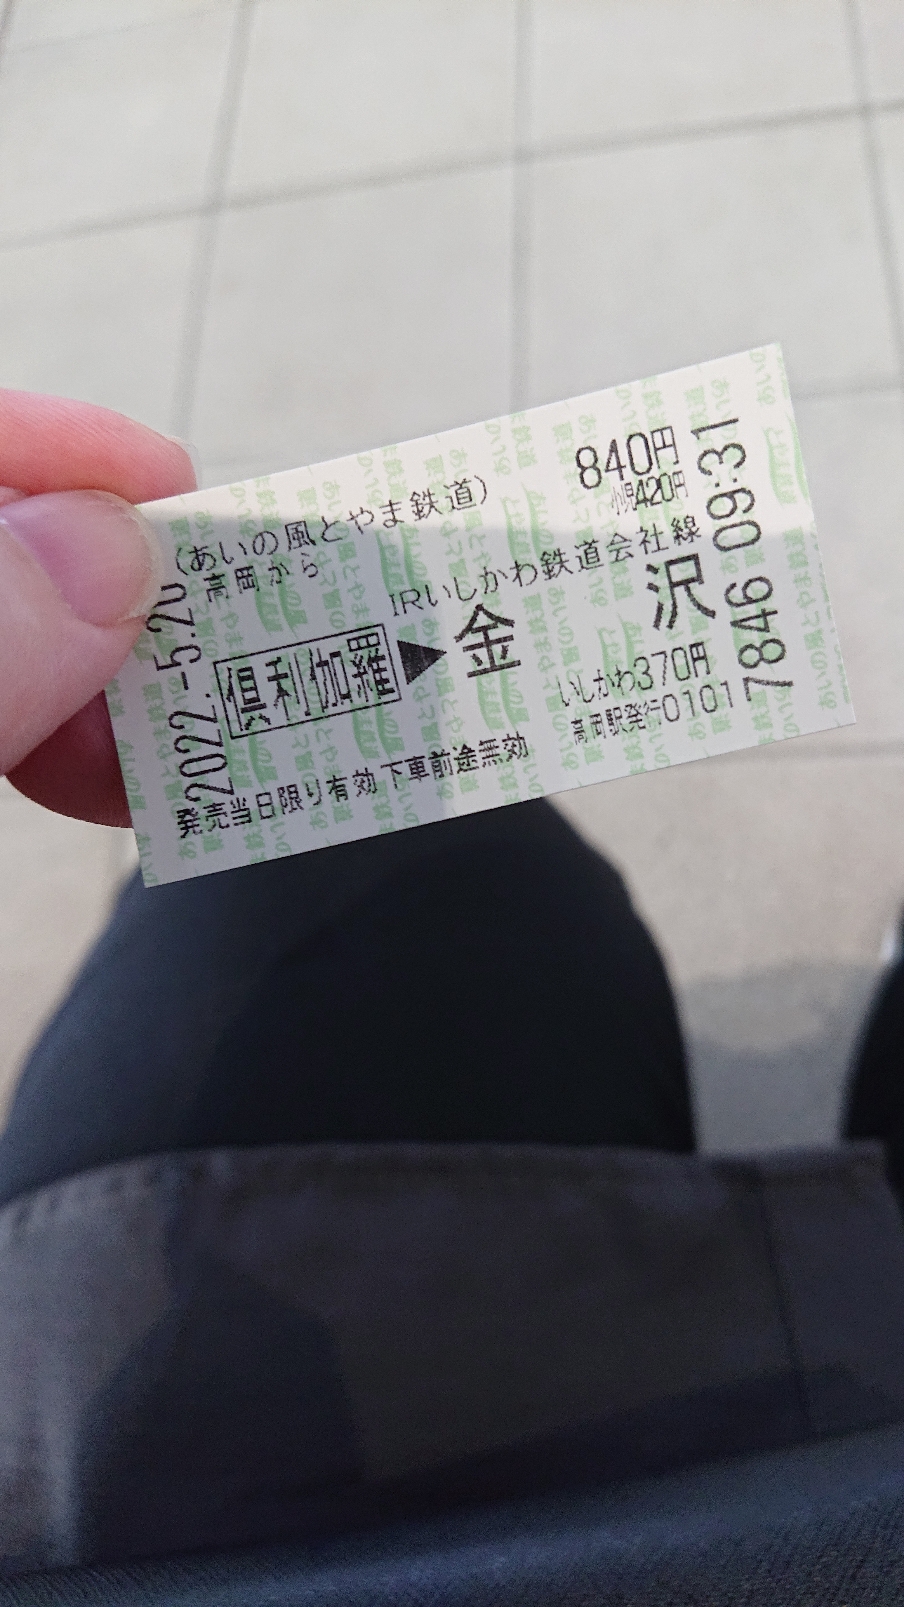 (あいの風とやま鉄道)
高岡から
840円
小児420円
IRいしかわ鉄道会社線
倶利伽羅▶金沢
いしかわ370円
高岡駅発行0101
発売当日限り有効 下車前途無効
2022.-5.20
7846 09:31